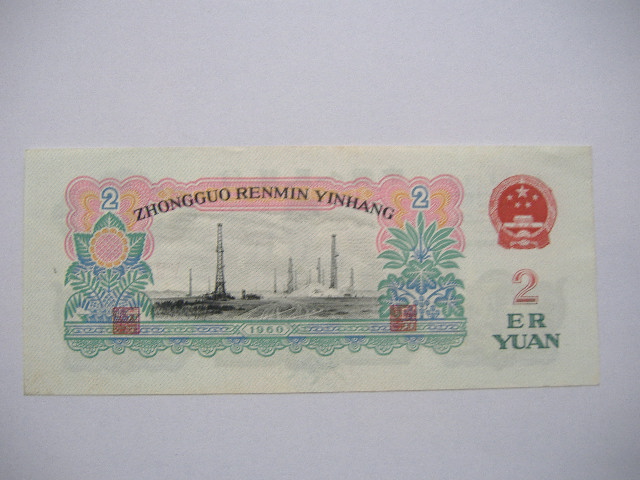 2 ZHONGGUO RENMIN YINHANG 2
1960
2
ER
YUAN